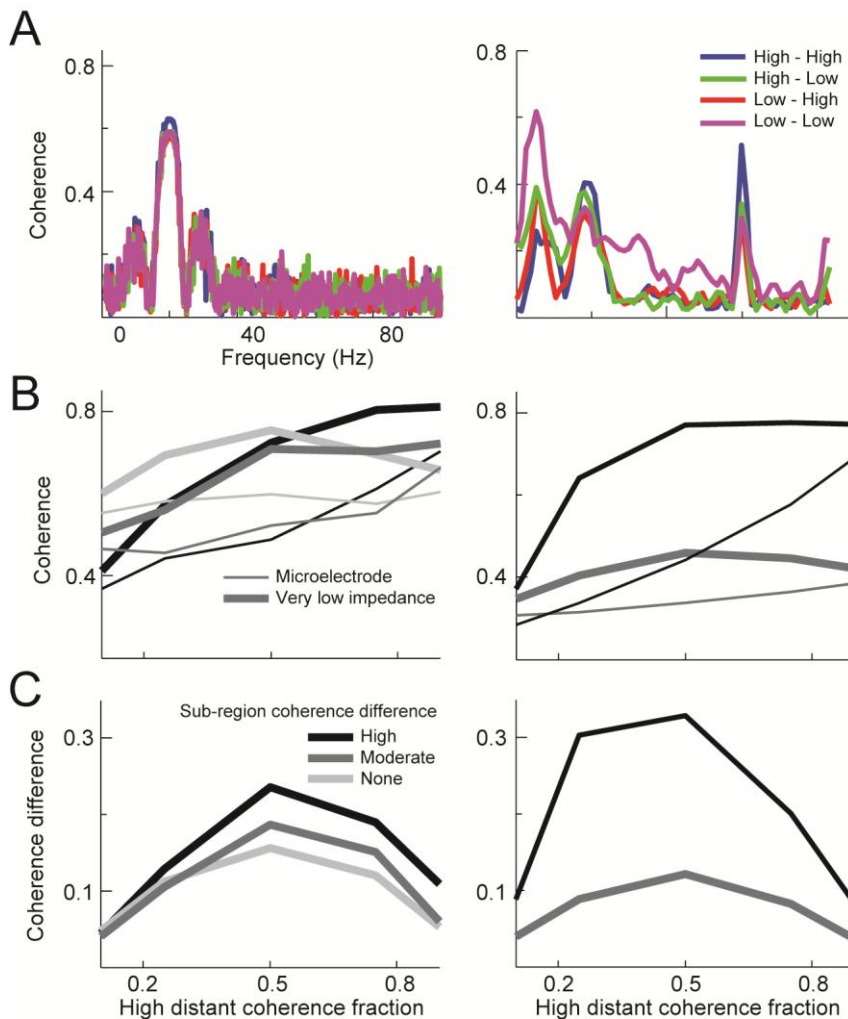 A
0.8
0.4
Coherence
0
40
80
Frequency (Hz)
0.8
0.4
High - High
High - Low
Low - High
Low - Low
B
0.8
0.4
Coherence
Microelectrode
Very low impedance
0.8
0.4
C
Sub-region coherence difference
High
Moderate
None
0.3
0.1
Coherence difference
0.2
0.5
0.8
High distant coherence fraction
0.3
0.1
0.2
0.5
0.8
High distant coherence fraction